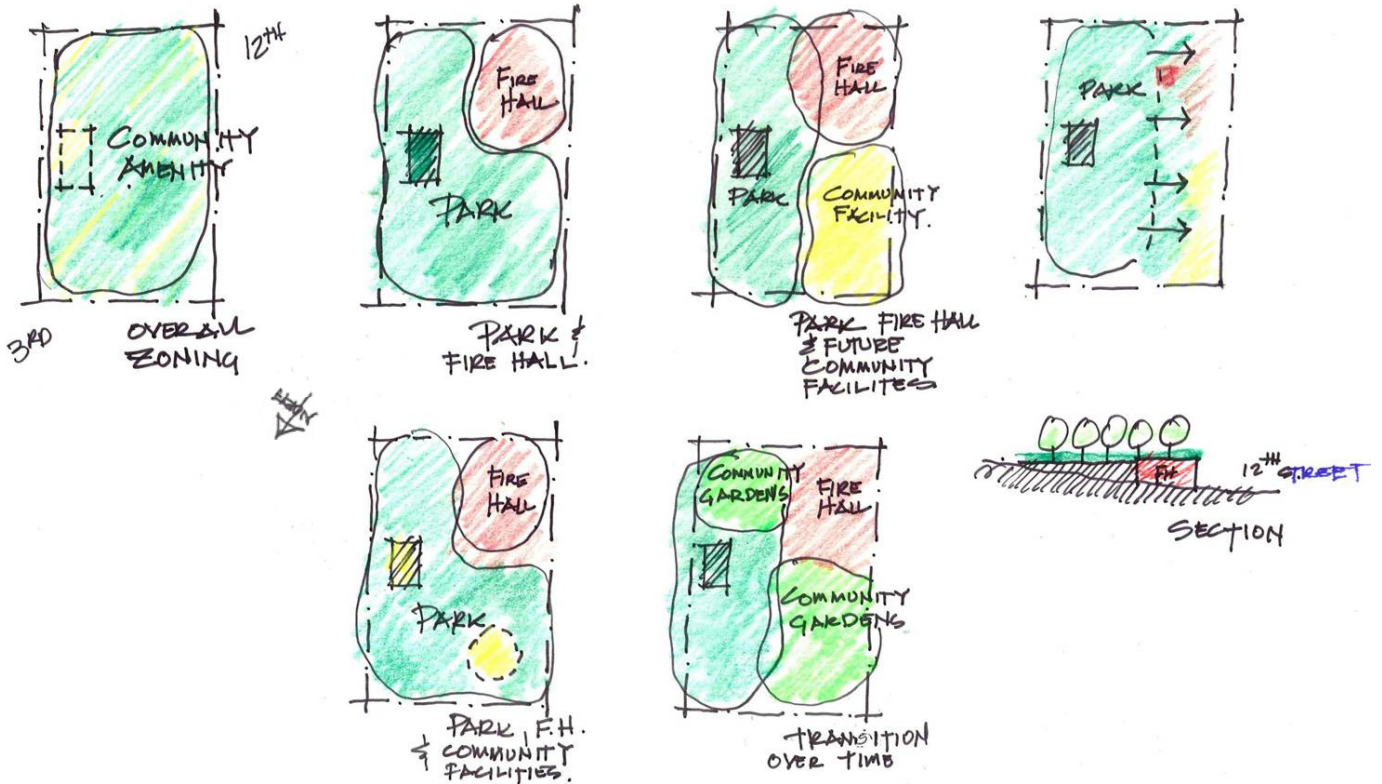 12TH
COMMUNITY
AMENITY
3RD
OVERALL
ZONING
FIRE
HALL
PARK
PARK &
FIRE HALL.
FIRE
HALL
PARK
COMMUNITY
FACILITY.
PARK FIRE HALL
& FUTURE
COMMUNITY
FACILITES
PARK
FIRE
HALL
PARK
PARK, F.H.
& COMMUNITY
FACILITIES.
COMMUNITY
GARDENS
FIRE
HALL
COMMUNITY
GARDENS
TRANSITION
OVER TIME
FH
12TH STREET
SECTION